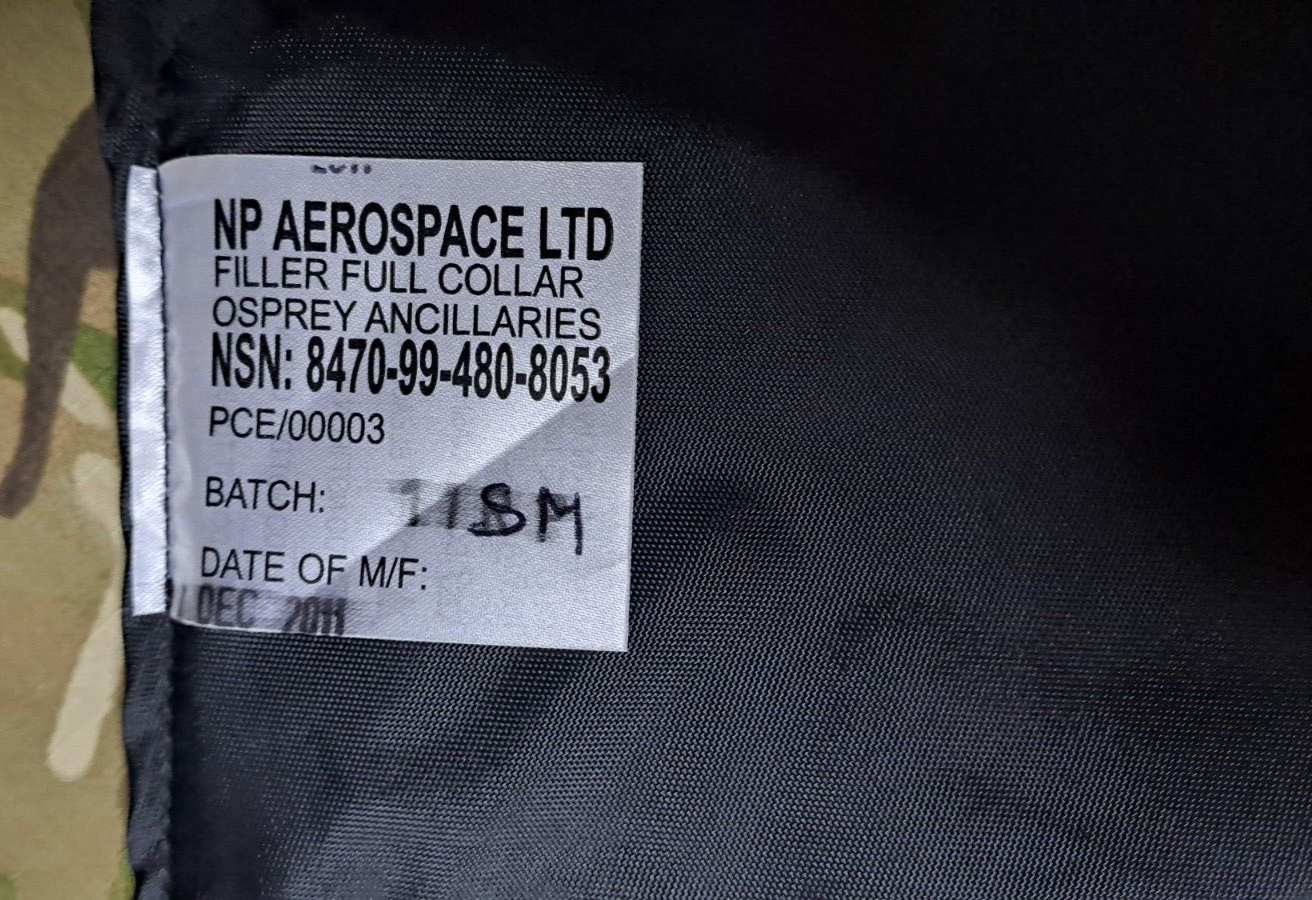 NP AEROSPACE LTD
FILLER FULL COLLAR
OSPREY ANCILLARIES
NSN: 8470-99-480-8053
PCE/00003
BATCH:
DATE OF M/F:
DEC 2011